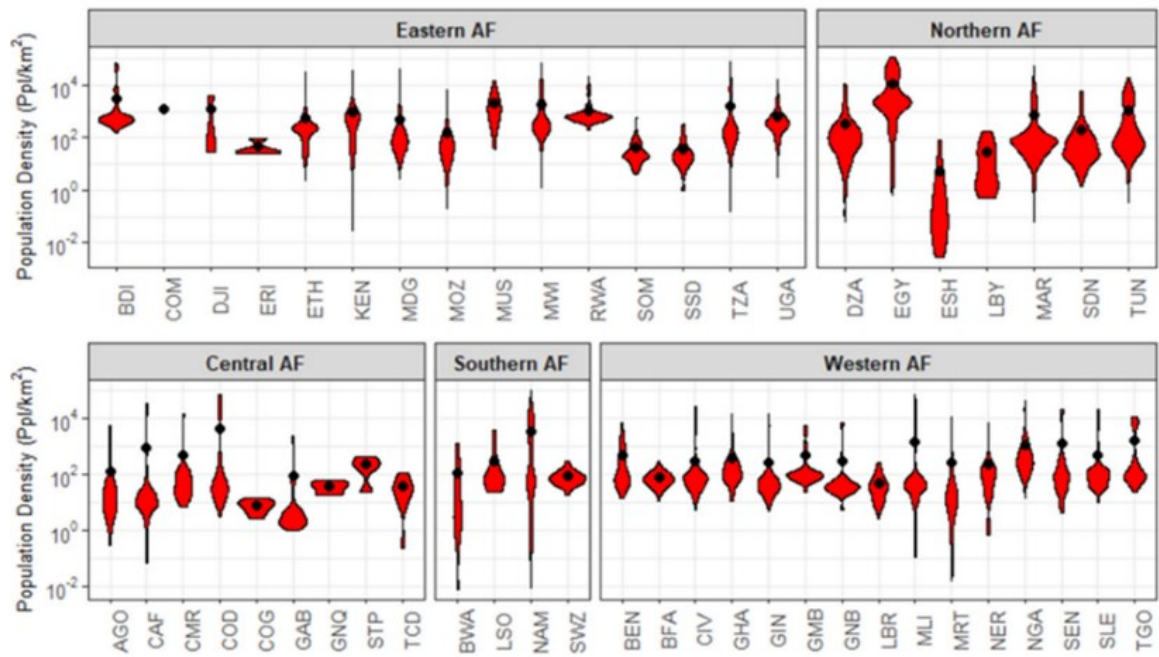 Eastern AF
Northern AF
Population Density (Ppl/km²)
10⁴
10²
10⁰
10⁻²
BDI COM DJI ERI ETH KEN MDG MOZ MUS MWI RWA SOM SSD TZA UGA
DZA EGY ESH LBY MAR SDN TUN
Central AF
Southern AF
Western AF
Population Density (Ppl/km²)
10⁴
10²
10⁰
10⁻²
AGO CAF CMR COD COG GAB GNQ STP TCD
BWA LSO NAM SWZ
BEN BFA CIV GHA GIN GMB GNB LBR MLI MRT NER NGA SEN SLE TGO